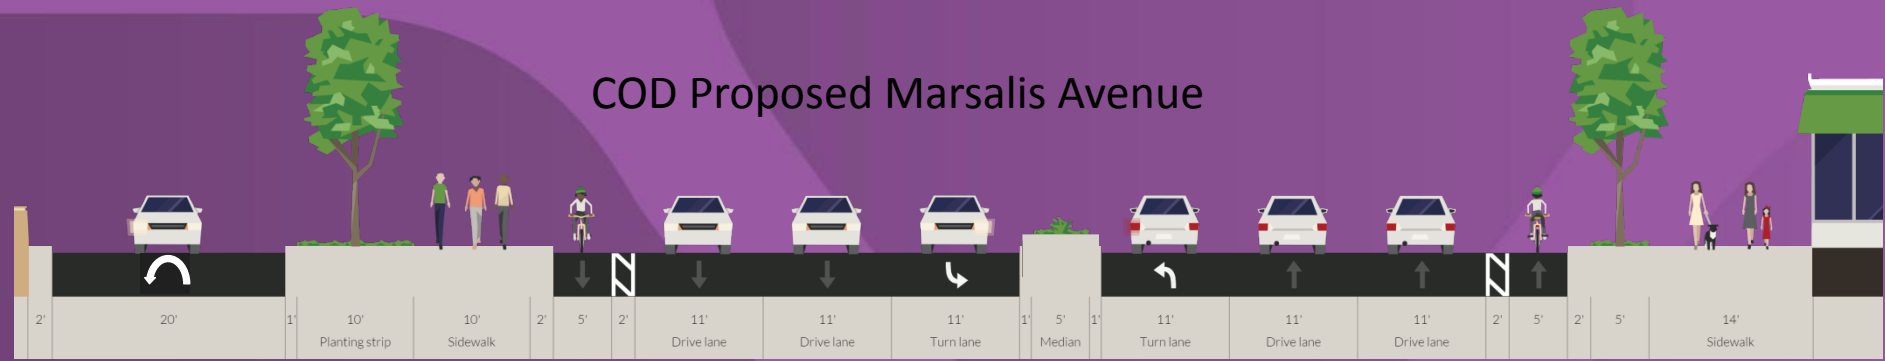 COD Proposed Marsalis Avenue
2' 20' 1' 10' 10' 2' 5' 2' 11' 11' 11' 1' 5' 1' 11' 11' 11' 2' 5' 2' 5' 14'
Planting strip Sidewalk Drive lane Drive lane Turn lane Median Turn lane Drive lane Drive lane Sidewalk